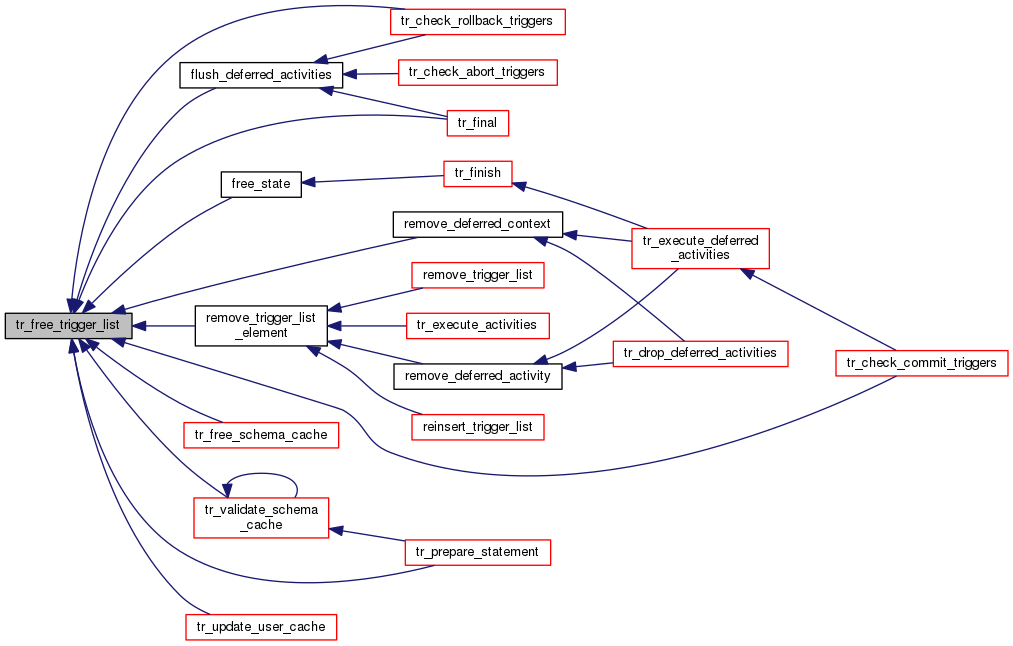 tr_check_rollback_triggers
flush_deferred_activities
tr_check_abort_triggers
tr_final
tr_finish
free_state
remove_deferred_context
tr_execute_deferred
_activities
remove_trigger_list
tr_free_trigger_list
remove_trigger_list
_element
tr_execute_activities
tr_drop_deferred_activities
tr_check_commit_triggers
remove_deferred_activity
reinsert_trigger_list
tr_free_schema_cache
tr_validate_schema
_cache
tr_prepare_statement
tr_update_user_cache